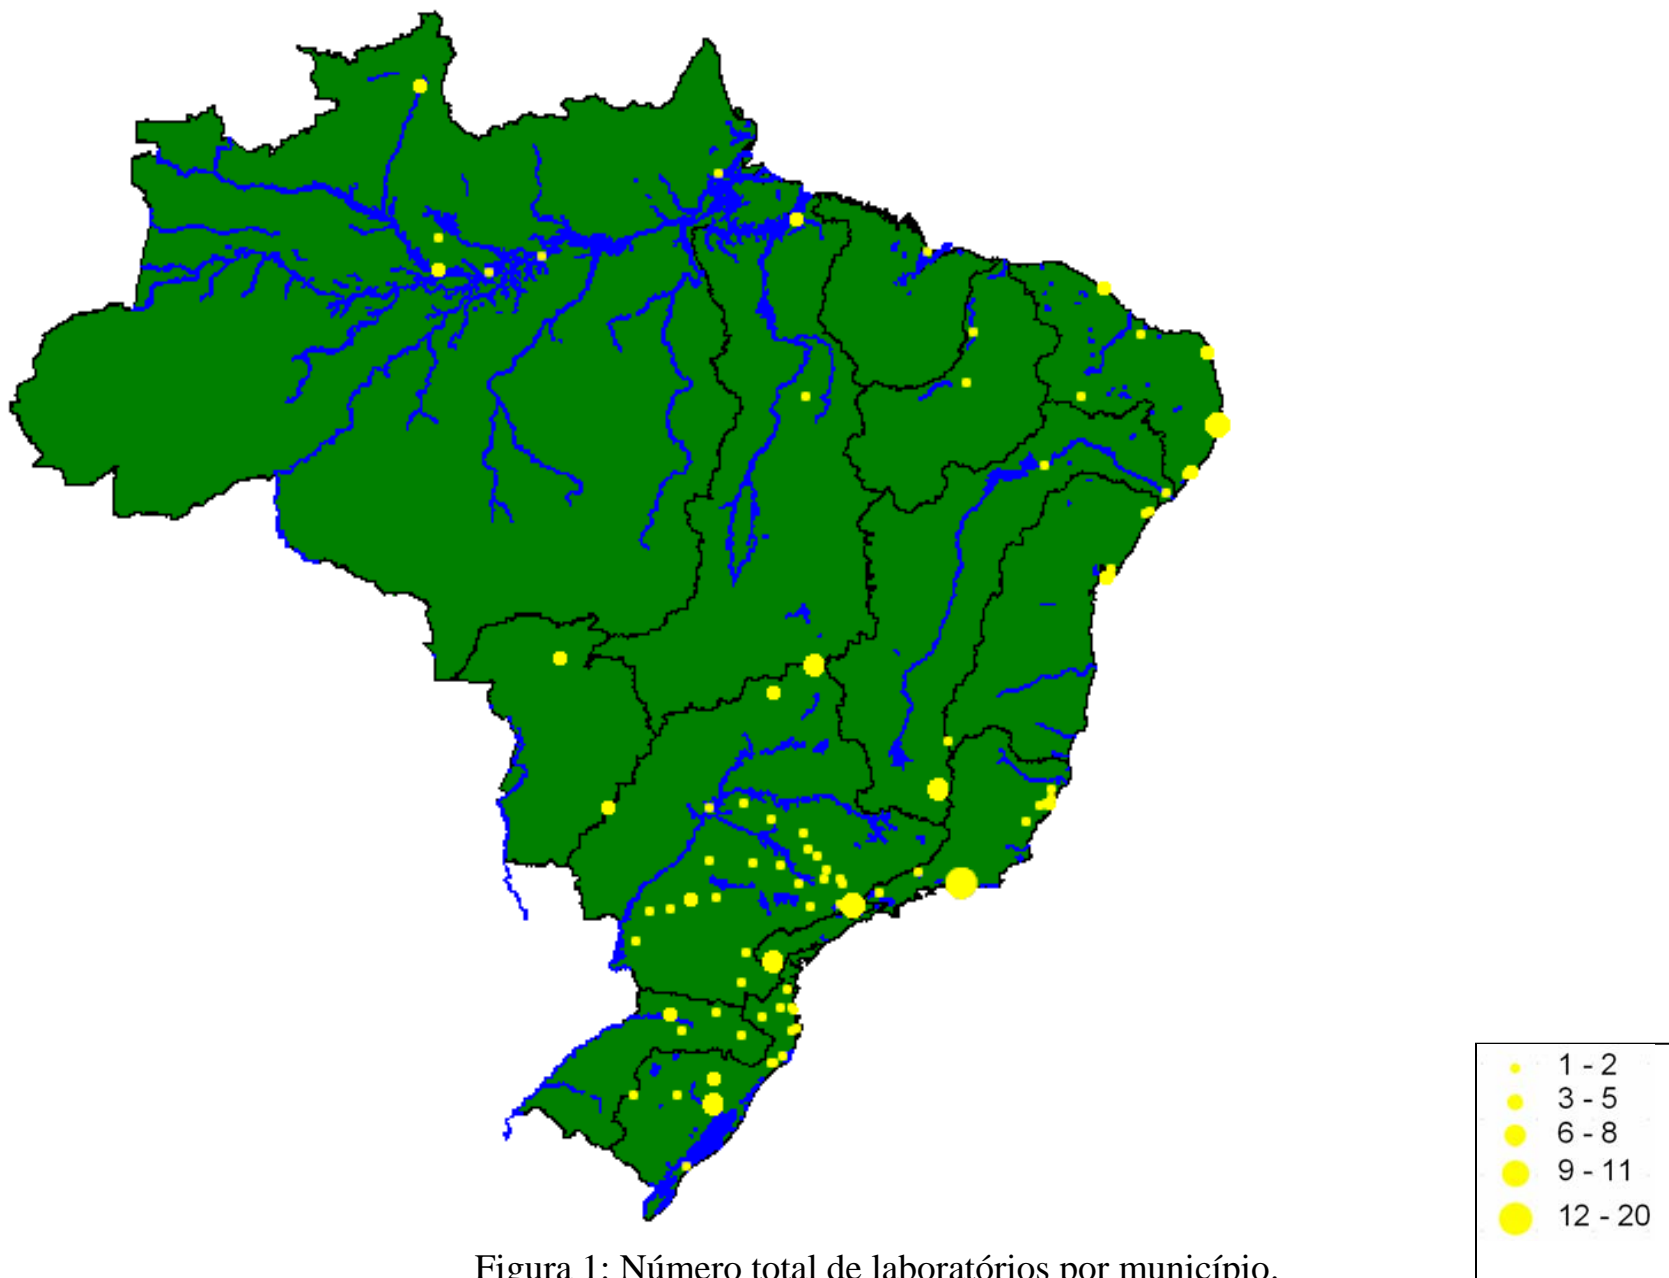 1 - 2
3 - 5
6 - 8
9 - 11
12 - 20
Figura 1: Número total de laboratórios por município.